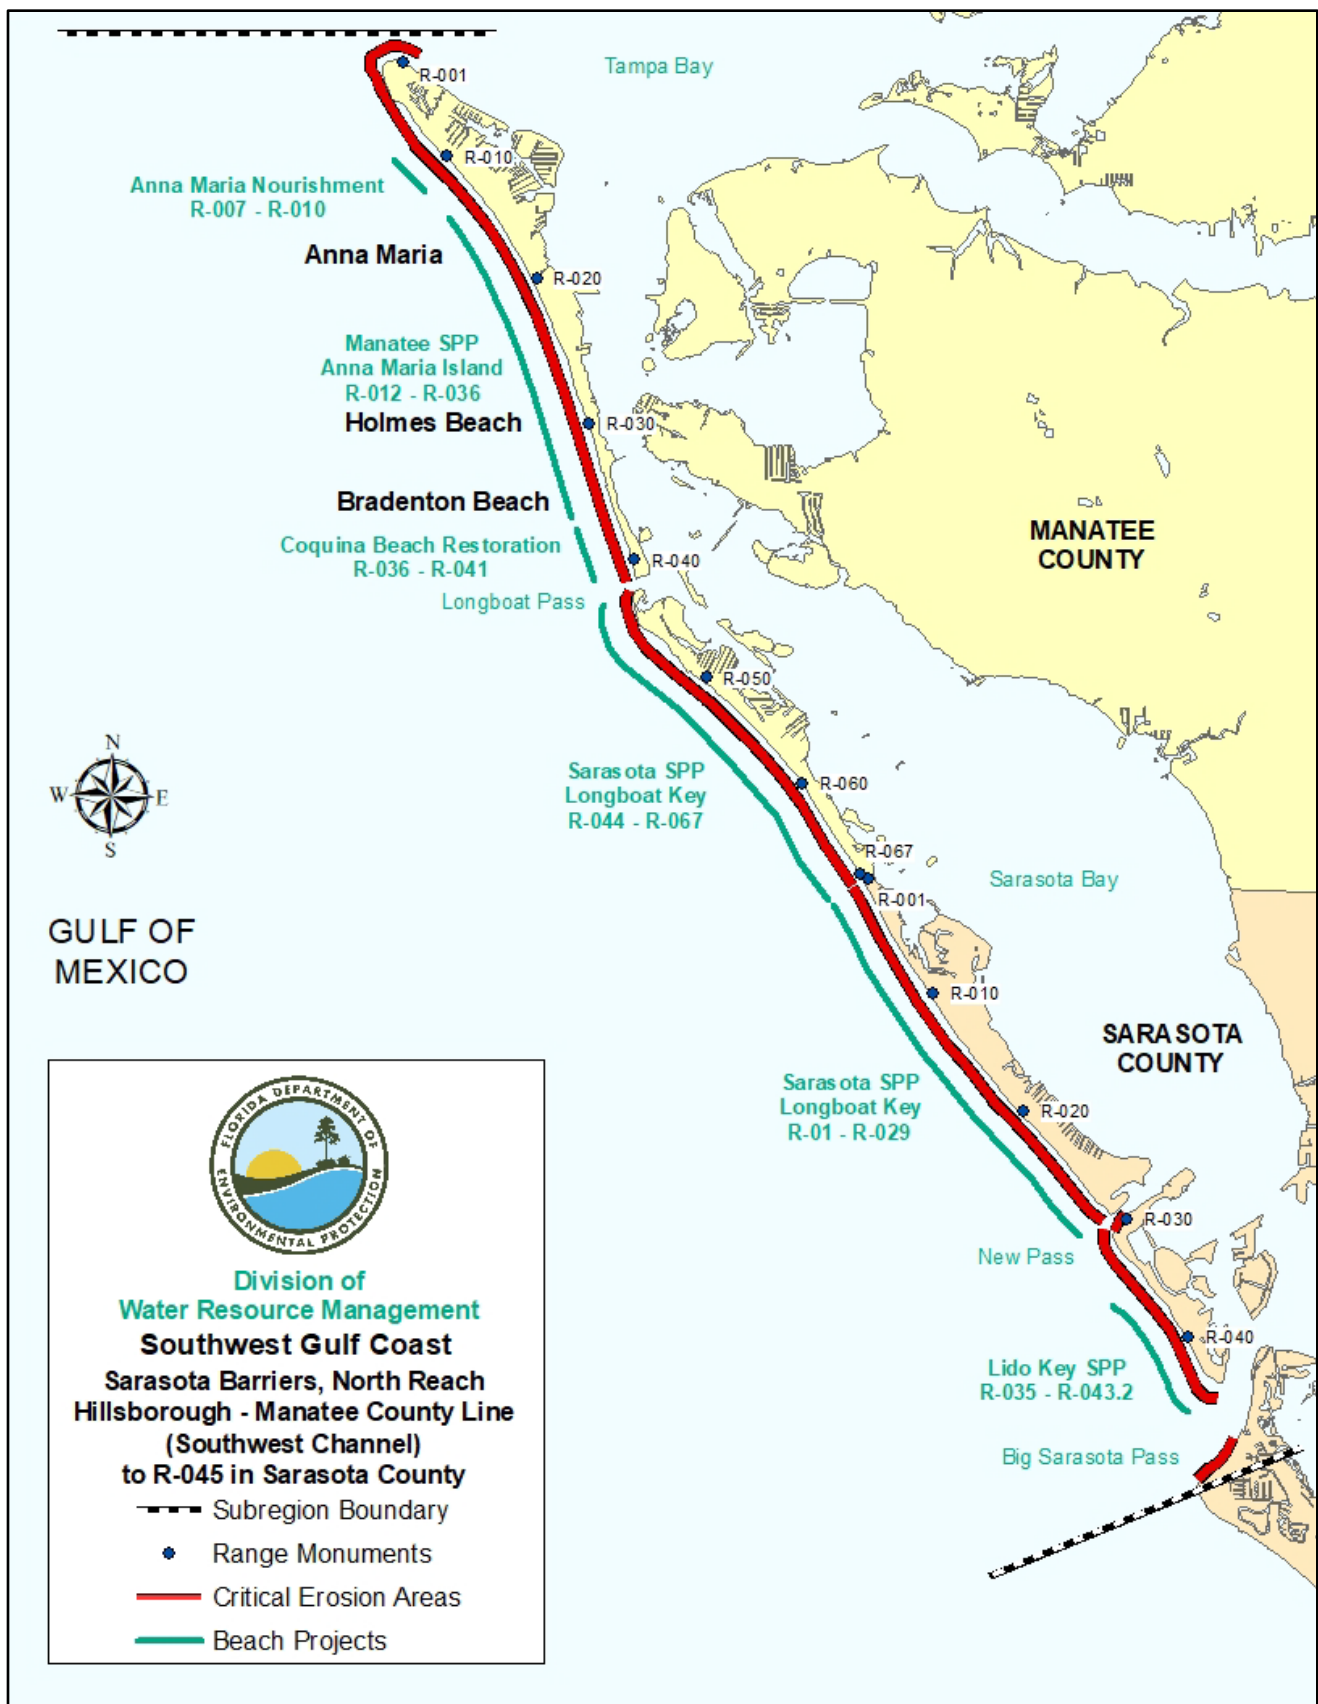 Tampa Bay
R-001
R-010
Anna Maria Nourishment
R-007 - R-010
Anna Maria
R-020
Manatee SPP
Anna Maria Island
R-012 - R-036
Holmes Beach
R-030
Bradenton Beach
MANATEE
COUNTY
Coquina Beach Restoration
R-036 - R-041
R-040
Longboat Pass
R-050
N
W
E
S
Sarasota SPP
Longboat Key
R-044 - R-067
R-060
R-067
R-001
Sarasota Bay
GULF OF
MEXICO
R-010
SARASOTA
COUNTY
Sarasota SPP
Longboat Key
R-01 - R-029
R-020
R-030
New Pass
R-040
Lido Key SPP
R-035 - R-043.2
Big Sarasota Pass
FLORIDA DEPARTMENT OF
ENVIRONMENTAL PROTECTION
Division of
Water Resource Management
Southwest Gulf Coast
Sarasota Barriers, North Reach
Hillsborough - Manatee County Line
(Southwest Channel)
to R-045 in Sarasota County
Subregion Boundary
Range Monuments
Critical Erosion Areas
Beach Projects